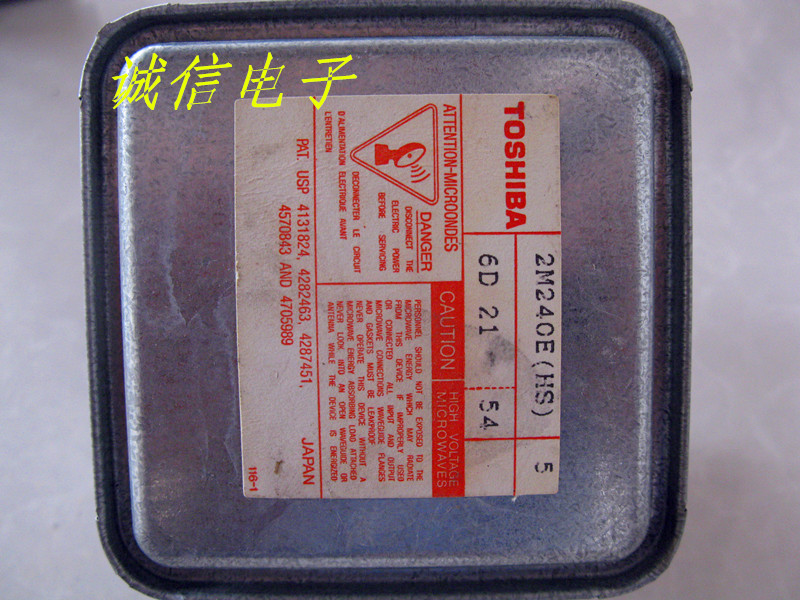 诚信电子
TOSHIBA
2M240E(HS) 5
6D 21 54
ATTENTION-MICROONDES
DANGER
DISCONNECT THE
ELECTRIC POWER
BEFORE SERVICING
DECONNECTER LE CIRCUIT
D'ALIMENTATION ELECTRIQUE AVANT
L'ENTRETIEN
CAUTION
HIGH VOLTAGE
MICROWAVES
PERSONNEL SHOULD NOT BE EXPOSED TO THE
MICROWAVE ENERGY WHICH MAY RADIATE
FROM THIS DEVICE IF IMPROPERLY USED
OR CONNECTED ALL INPUT AND OUTPUT
MICROWAVE CONNECTIONS WAVEGUIDE FLANGES
AND GASKETS MUST BE LEAKPROOF
NEVER OPERATE THIS DEVICE WITHOUT A
MICROWAVE ENERGY ABSORBING LOAD ATTACHED
NEVER LOOK INTO AN OPEN WAVEGUIDE OR
ANTENNA WHILE THE DEVICE IS ENERGIZED
PAT. USP 4131824, 4282463, 4287451,
4570843 AND 4705989
JAPAN
116-1